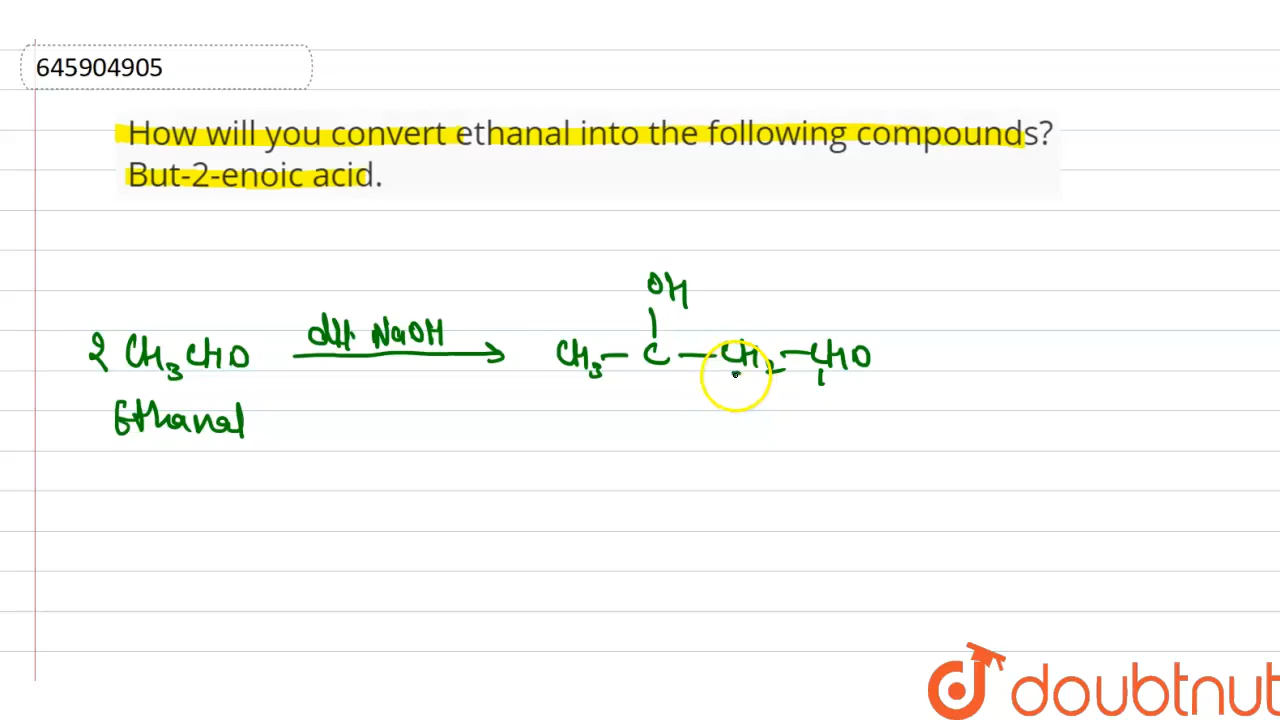 645904905
How will you convert ethanal into the following compounds?
But-2-enoic acid.
OH
2 CH3CHO dil. NaOH CH3-C-CH2-CHO
Ethanal
doubtnut